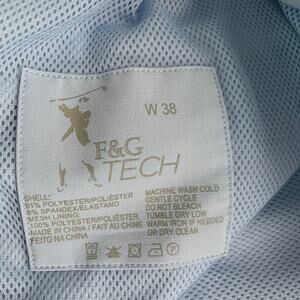 W 38
F&G
TECH
SHELL:
91% POLYESTER/POLIÉSTER
9% SPANDEX/ELASTANO
MESH LINING:
100% POLYESTER/POLIÉSTER
MADE IN CHINA / FAIT AU CHINE
FEITO NA CHINA
MACHINE WASH COLD
GENTLE CYCLE
DO NOT BLEACH
TUMBLE DRY LOW
WARM IRON IF NEEDED
OR DRY CLEAN